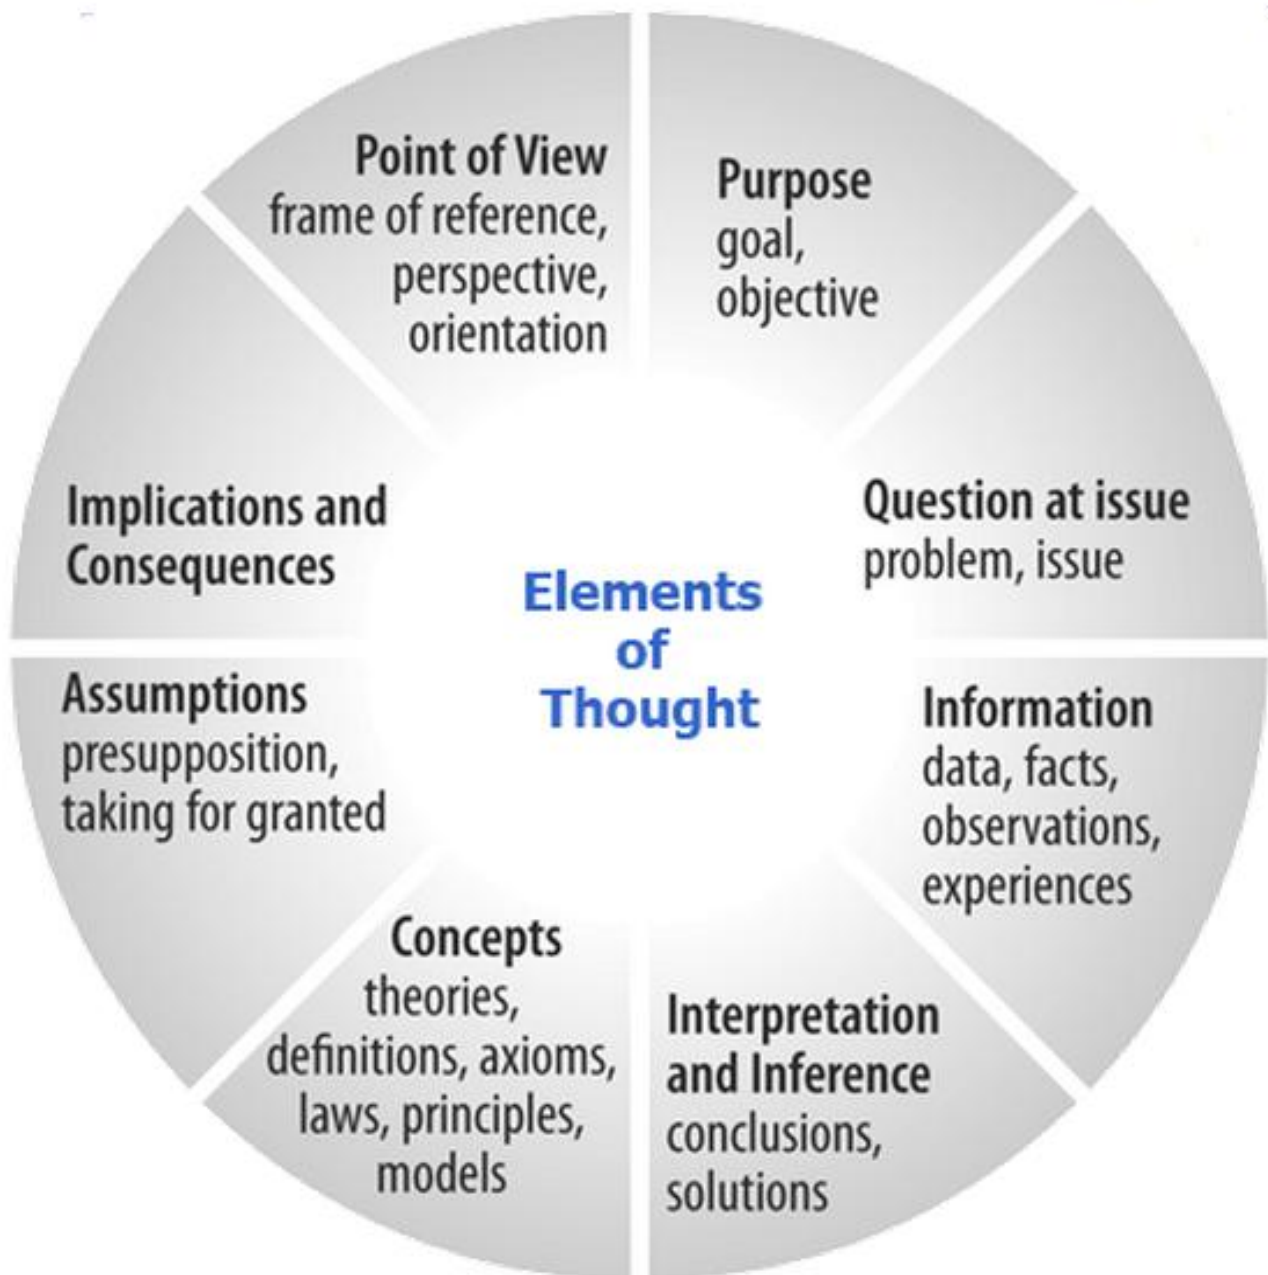 Point of View
frame of reference,
perspective,
orientation
Purpose
goal,
objective
Question at issue
problem, issue
Information
data, facts,
observations,
experiences
Interpretation
and Inference
conclusions,
solutions
Concepts
theories,
definitions, axioms,
laws, principles,
models
Assumptions
presupposition,
taking for granted
Implications and
Consequences
Elements
of
Thought